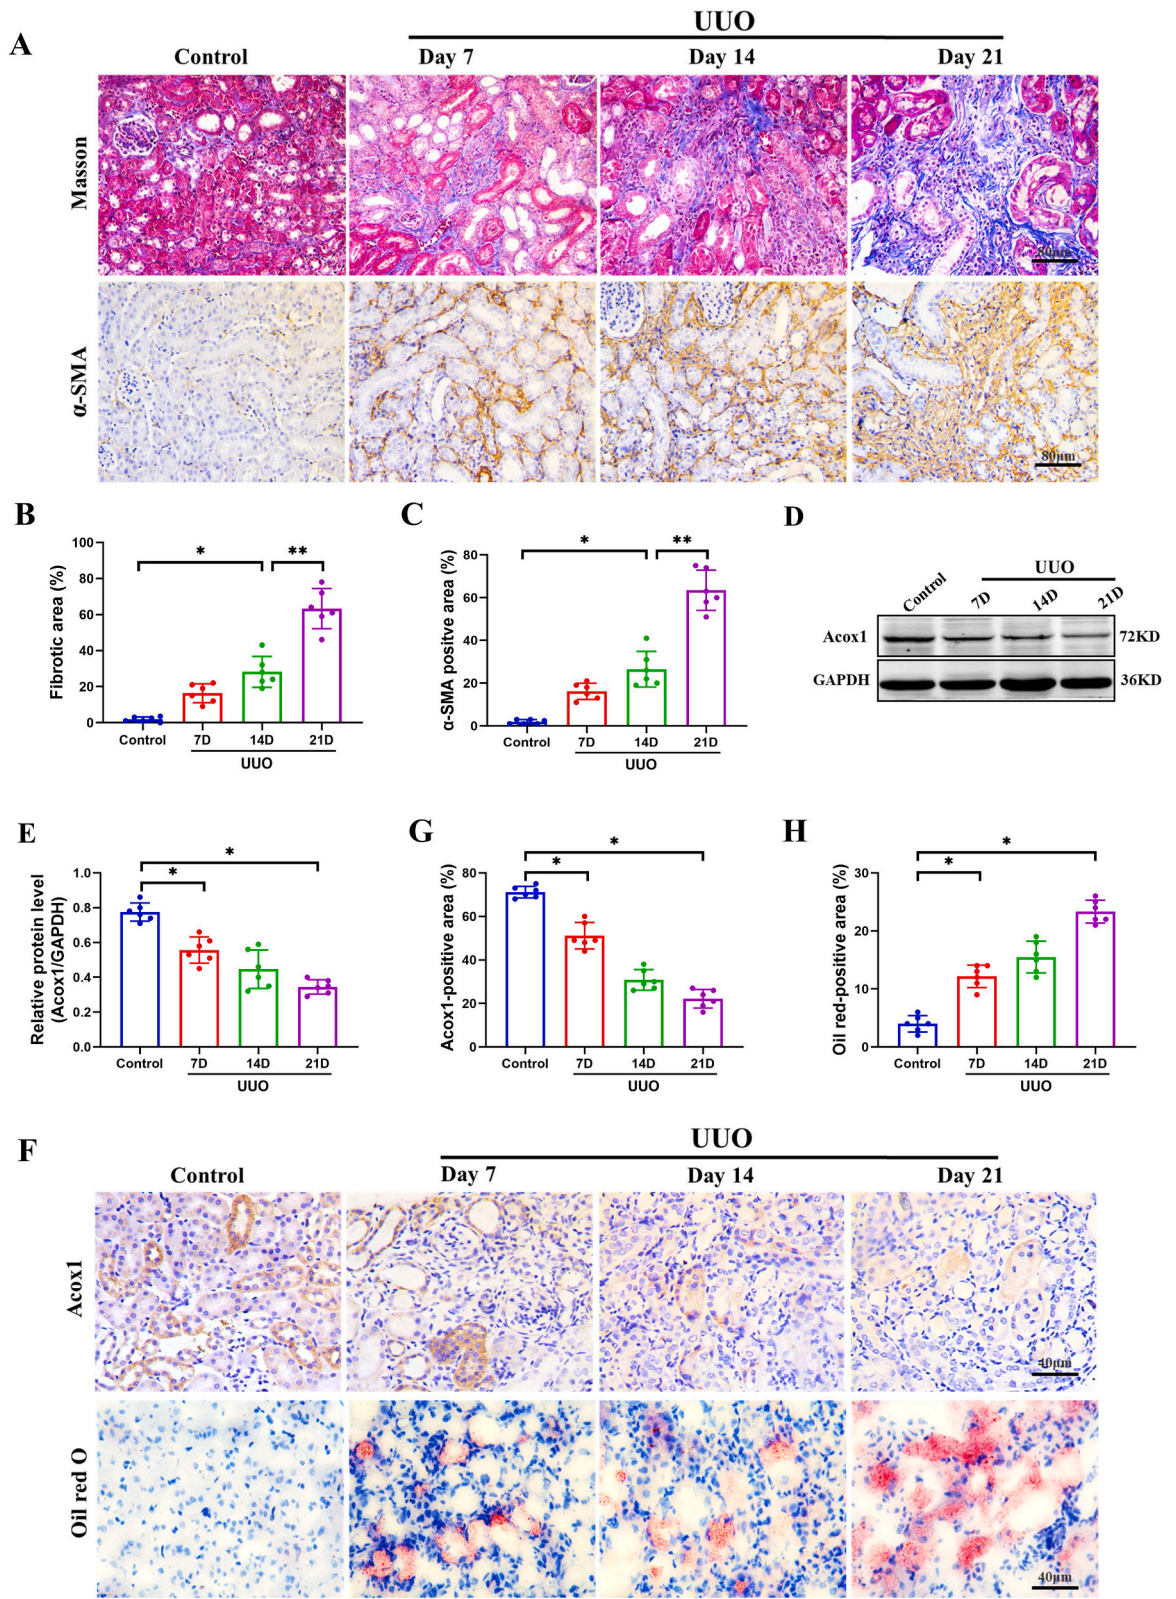 A
UUO
Control Day 7 Day 14 Day 21
Masson
80μm
α-SMA
80μm
B
Fibrotic area (%)
100
80
60
40
20
0
* **
Control 7D 14D 21D
UUO
C
α-SMA positve area (%)
80
60
40
20
0
* **
Control 7D 14D 21D
UUO
D
UUO
Control 7D 14D 21D
Acox1 72KD
GAPDH 36KD
E
Relative protein level
(Acox1/GAPDH)
1.0
0.8
0.6
0.4
0.2
0.0
*
*
Control 7D 14D 21D
UUO
G
Acox1-positive area (%)
80
60
40
20
0
*
*
Control 7D 14D 21D
UUO
H
Oil red-positive area (%)
30
20
10
0
*
*
Control 7D 14D 21D
UUO
F
UUO
Control Day 7 Day 14 Day 21
Acox1
40μm
Oil red O
40μm